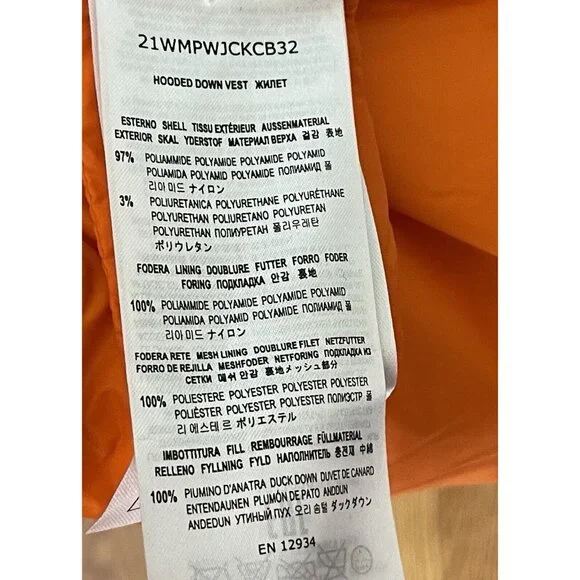 21WMPWJCKCB32
HOODED DOWN VEST ЖИЛЕТ
ESTERNO SHELL TISSU EXTÉRIEUR AUSSENMATERIAL
EXTERIOR SKAL YDERSTOF МАТЕРИАЛ ВЕРХА 겉감 表地
97% POLIAMMIDE POLYAMIDE POLYAMIDE POLYAMID
POLIAMIDA POLYAMID POLYAMIDE ПОЛИАМИД 폴
리아미드 ナイロン
3% POLIURETANICA POLYURETHANE POLYURÉTHANE
POLYURETHAN POLIURETANO POLYURETAN
POLYURETHAN ПОЛИУРЕТАН 폴리우레탄
ポリウレタン
FODERA LINING DOUBLURE FUTTER FORRO FODER
FORING ПОДКЛАДКА 안감 裏地
100% POLIAMMIDE POLYAMIDE POLYAMIDE POLYAMID
POLIAMIDA POLYAMID POLYAMIDE ПОЛИАМИД 폴
리아미드 ナイロン
FODERA RETE MESH LINING DOUBLURE FILET NETZFUTTER
FORRO DE REJILLA MESHFODER NETFORING ПОДКЛАДКА ИЗ
СЕТКИ 메쉬 안감 裏地メッシュ部分
100% POLIESTERE POLYESTER POLYESTER POLYESTER
POLIÉSTER POLYESTER POLYESTER ПОЛИЭСТР 폴
리에스테르 ポリエステル
IMBOTTITURA FILL REMBOURRAGE FÜLLMATERIAL
RELLENO FYLLNING FYLD НАПОЛНИТЕЛЬ 충전재 中綿
100% PIUMINO D'ANATRA DUCK DOWN DUVET DE CANARD
ENTENDAUNEN PLUMÓN DE PATO ANDDUN
ANDEDUN УТИНЫЙ ПУХ 오리 솜털 ダックダウン
EN 12934